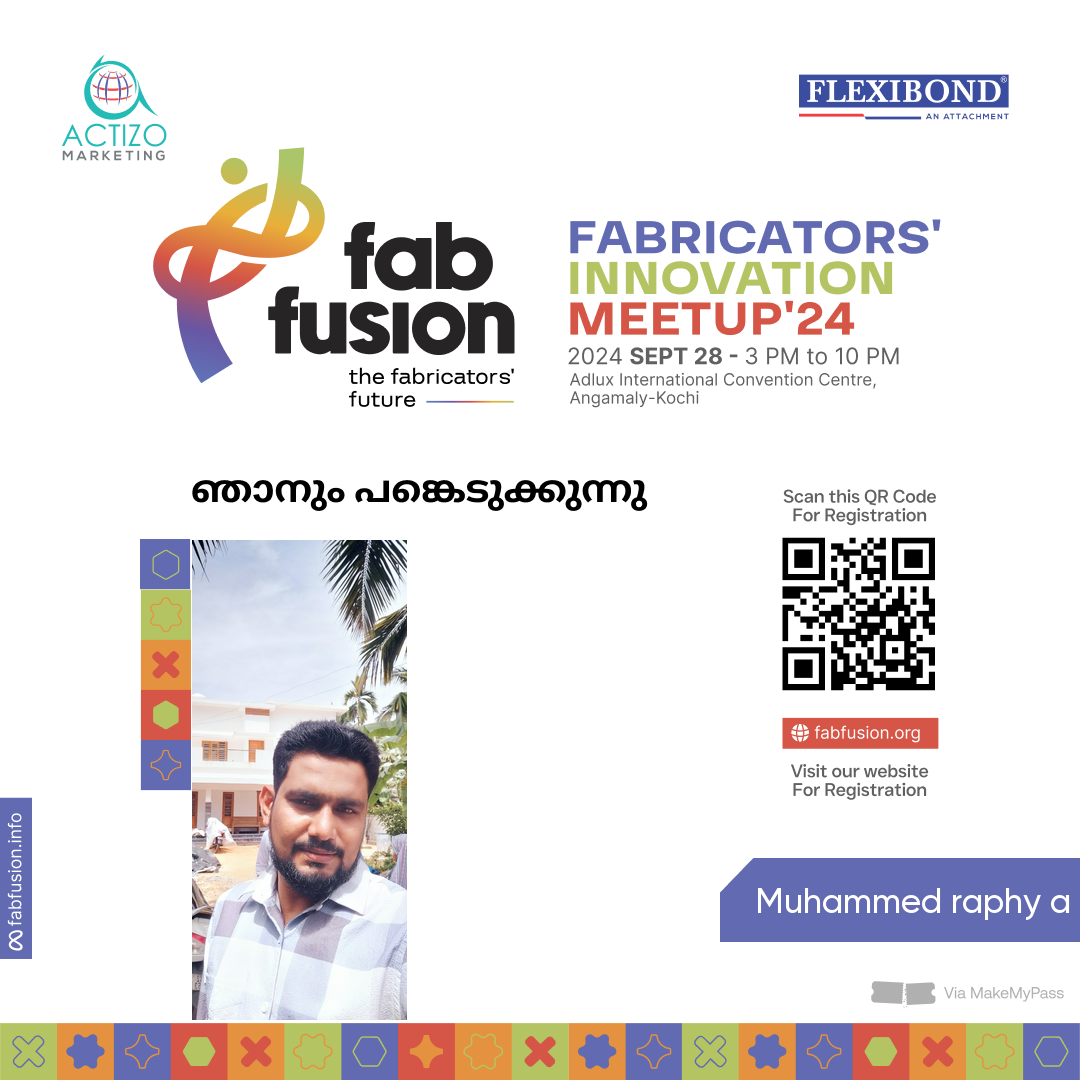 ACTIZO
MARKETING
FLEXIBOND®
AN ATTACHMENT
fab
fusion
the fabricators'
future
FABRICATORS'
INNOVATION
MEETUP'24
2024 SEPT 28 - 3 PM to 10 PM
Adlux International Convention Centre,
Angamaly-Kochi
ഞാനും പങ്കെടുക്കുന്നു
Scan this QR Code
For Registration
fabfusion.org
Visit our website
For Registration
fabfusion.info
Muhammed raphy a
Via MakeMyPass